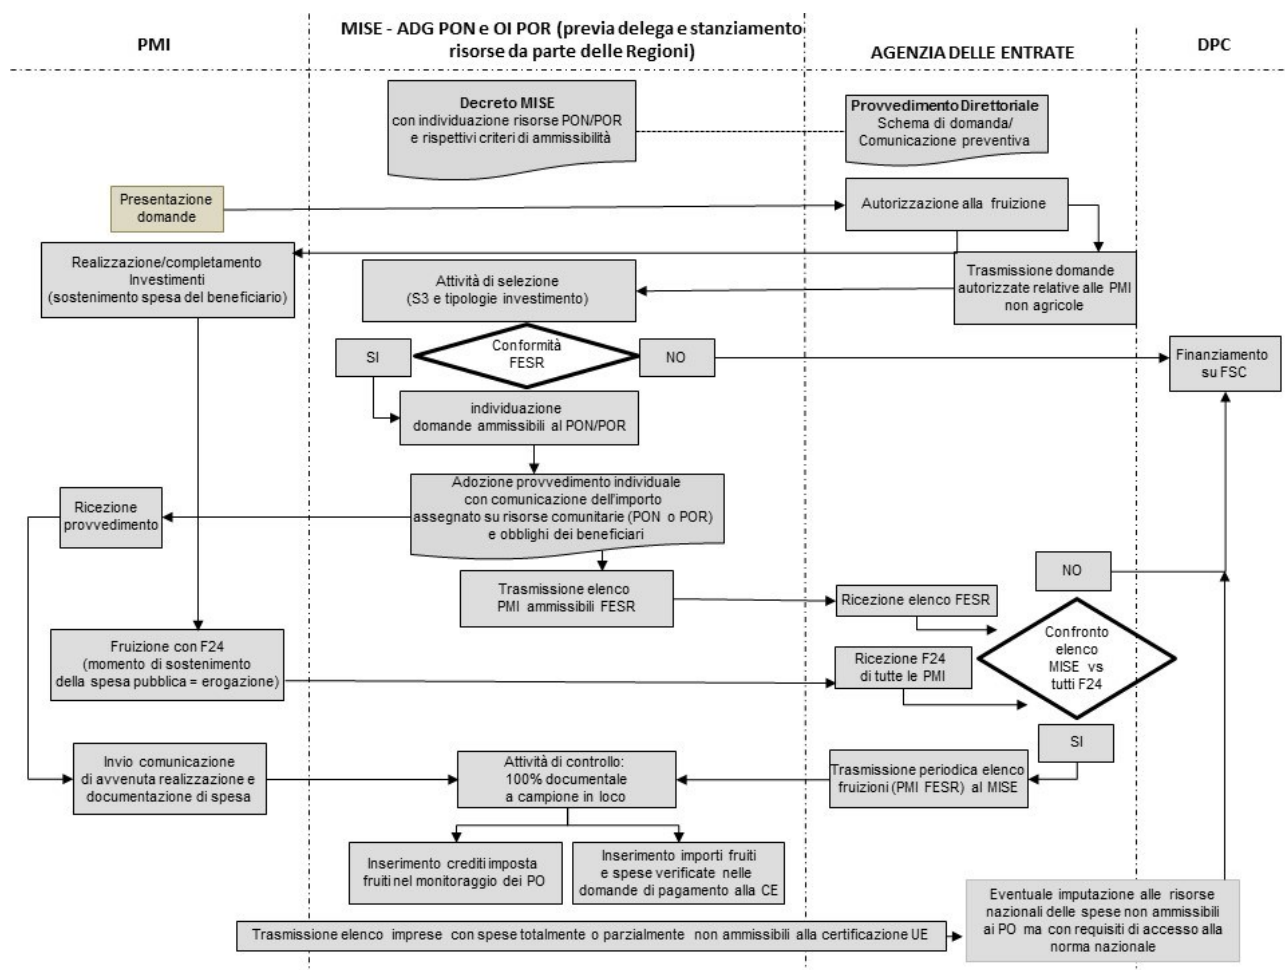 PMI
MISE - ADG PON e OI POR (previa delega e stanziamento
risorse da parte delle Regioni)
AGENZIA DELLE ENTRATE
DPC
Decreto MISE
con individuazione risorse PON/POR
e rispettivi criteri di ammissibilità
Provvedimento Direttoriale
Schema di domanda/
Comunicazione preventiva
Presentazione
domande
Autorizzazione alla fruizione
Realizzazione/completamento
Investimenti
(sostenimento spesa del beneficiario)
Attività di selezione
(S3 e tipologie investimento)
Trasmissione domande
autorizzate relative alle PMI
non agricole
SI
Conformità
FESR
NO
Finanziamento
su FSC
individuazione
domande ammissibili al PON/POR
Adozione provvedimento individuale
con comunicazione dell'importo
assegnato su risorse comunitarie (PON o POR)
e obblighi dei beneficiari
Ricezione
provvedimento
Trasmissione elenco
PMI ammissibili FESR
Ricezione elenco FESR
NO
Confronto
elenco
MISE vs
tutti F24
Fruizione con F24
(momento di sostenimento
della spesa pubblica = erogazione)
Ricezione F24
di tutte le PMI
SI
Invio comunicazione
di avvenuta realizzazione e
documentazione di spesa
Attività di controllo:
100% documentale
a campione in loco
Trasmissione periodica elenco
fruizioni (PMI FESR) al MISE
Inserimento crediti imposta
fruiti nel monitoraggio dei PO
Inserimento importi fruiti
e spese verificate nelle
domande di pagamento alla CE
Trasmissione elenco imprese con spese totalmente o parzialmente non ammissibili alla certificazione UE
Eventuale imputazione alle risorse
nazionali delle spese non ammissibili
ai PO ma con requisiti di accesso alla
norma nazionale